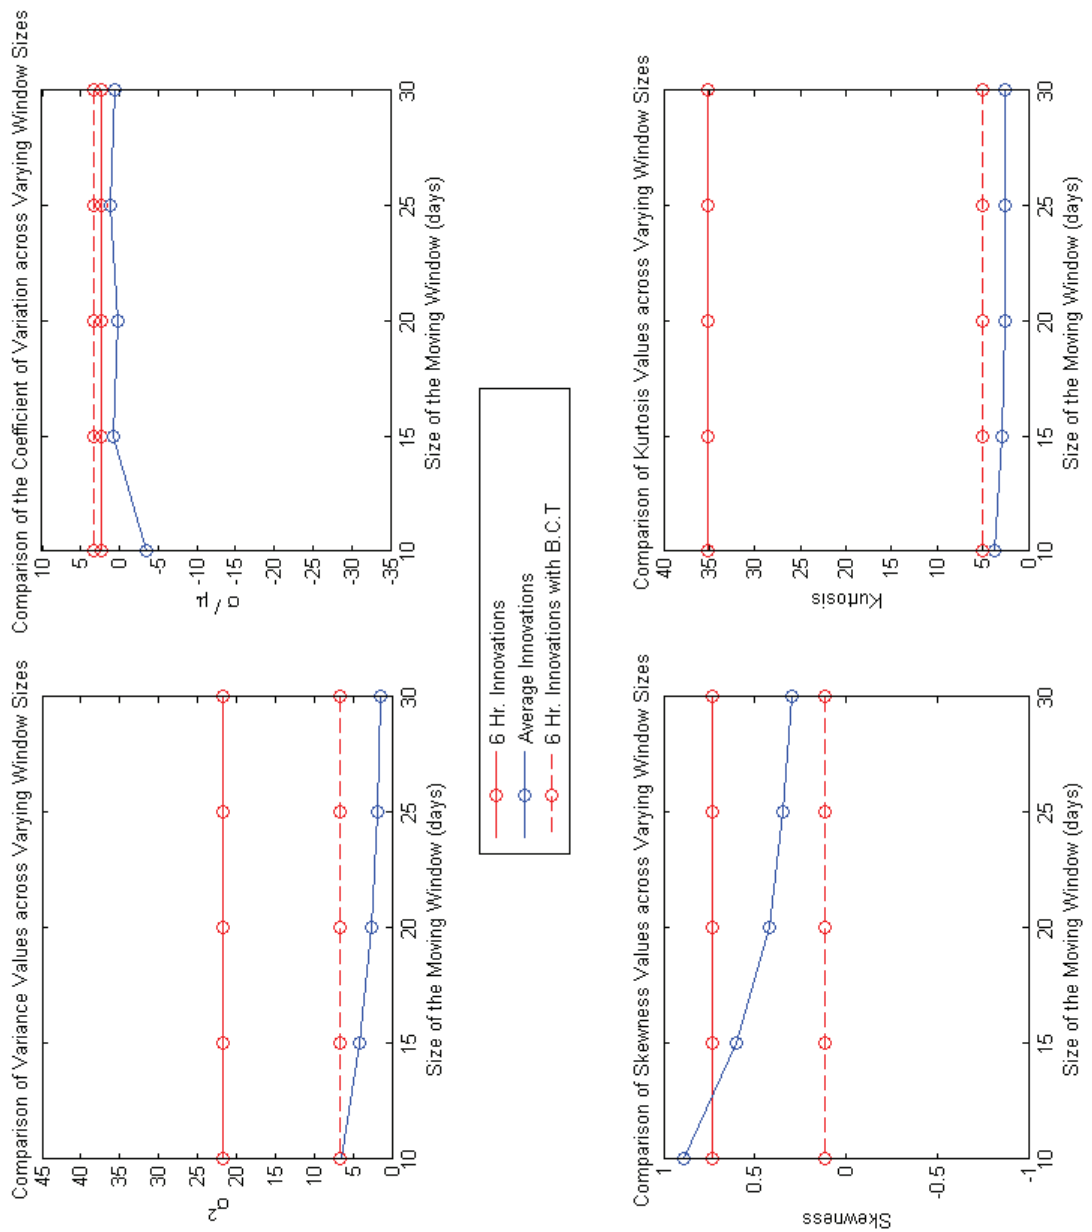 Comparison of Variance Values across Varying Window Sizes
45
40
35
30
25
20
15
10
5
0
σ2
10 15 20 25 30
Size of the Moving Window (days)
Comparison of the Coefficient of Variation across Varying Window Sizes
10
5
0
-5
-10
-15
-20
-25
-30
-35
σ / μ
10 15 20 25 30
Size of the Moving Window (days)
6 Hr. Innovations
Average Innovations
6 Hr. Innovations with B.C.T
Comparison of Skewness Values across Varying Window Sizes
1
0.5
0
-0.5
-1
Skewness
10 15 20 25 30
Size of the Moving Window (days)
Comparison of Kurtosis Values across Varying Window Sizes
40
35
30
25
20
15
10
5
0
Kurtosis
10 15 20 25 30
Size of the Moving Window (days)